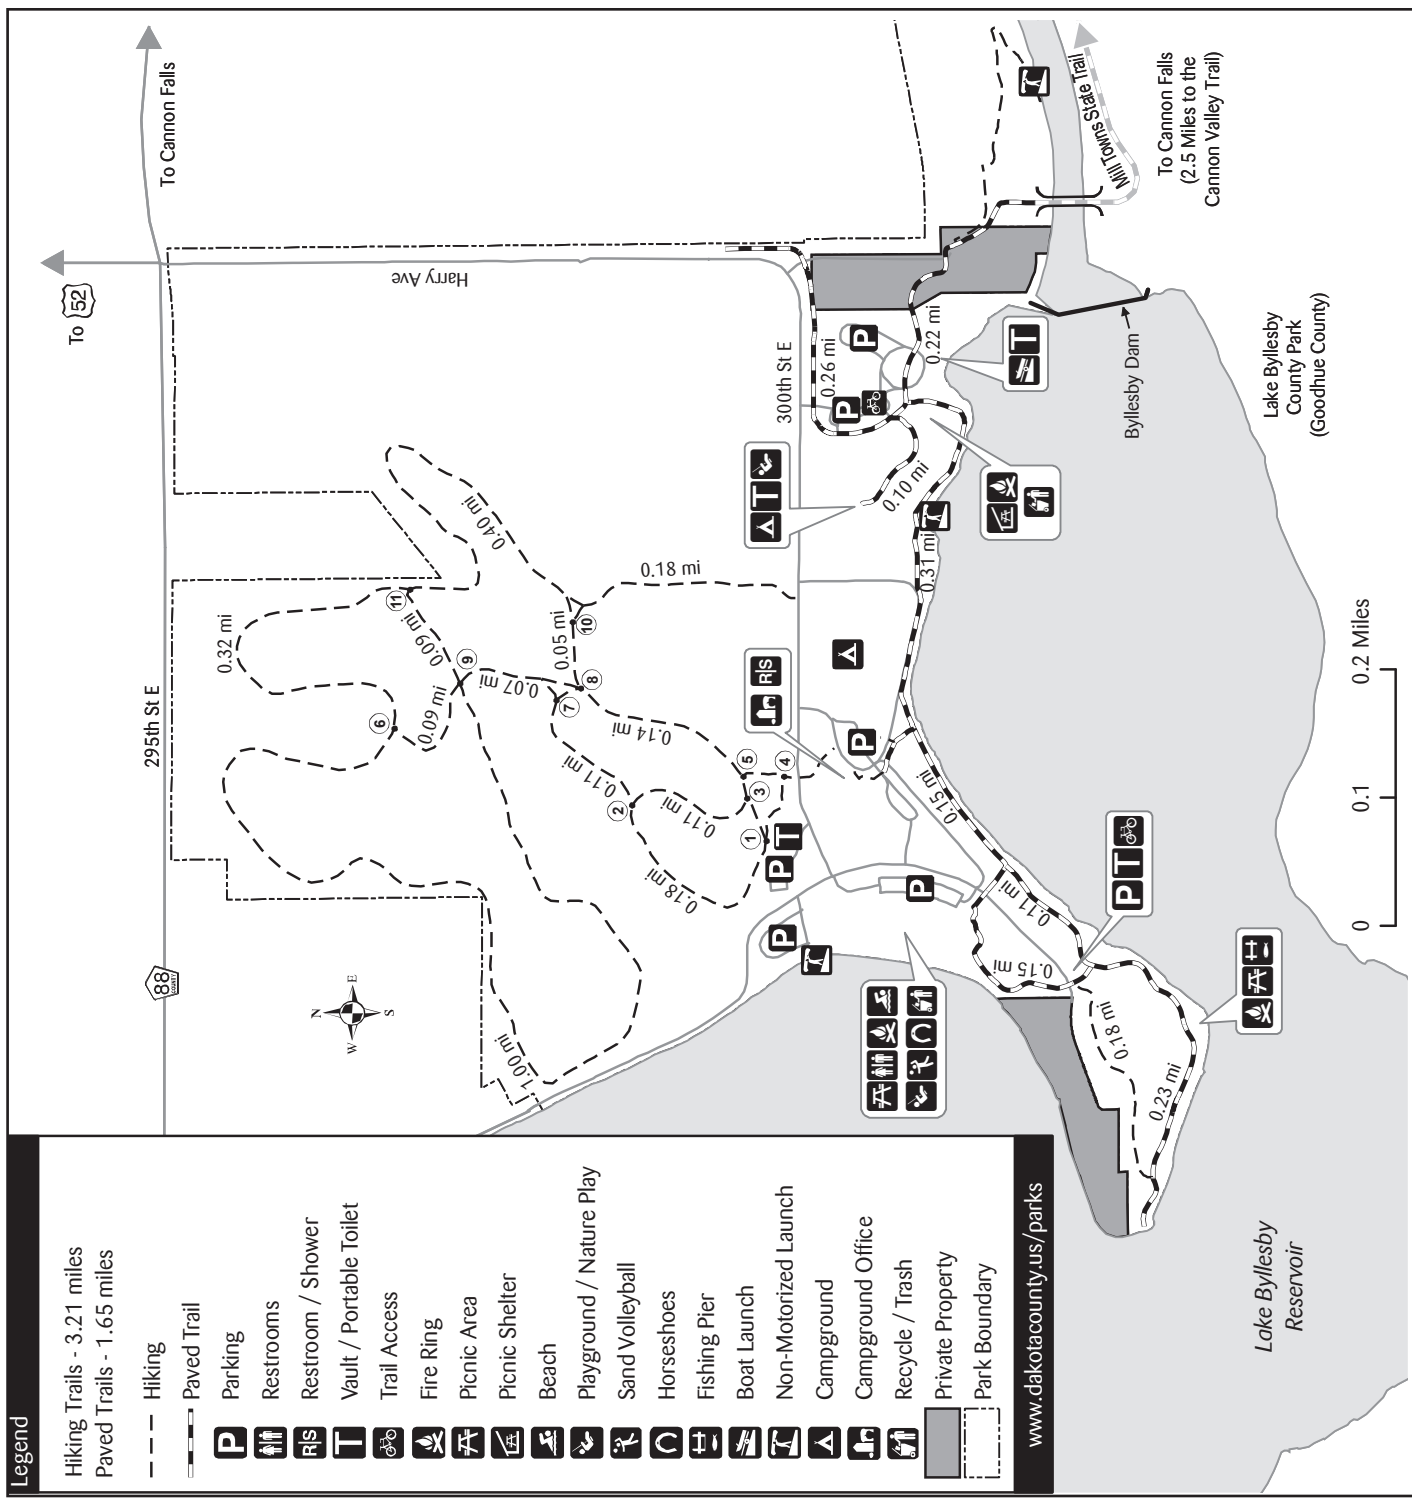 Legend
Hiking Trails - 3.21 miles
Paved Trails - 1.65 miles
Hiking
Paved Trail
P
Parking
Restrooms
R|S
Restroom / Shower
T
Vault / Portable Toilet
Trail Access
Fire Ring
Picnic Area
Picnic Shelter
Beach
Playground / Nature Play
Sand Volleyball
Horseshoes
Fishing Pier
Boat Launch
Non-Motorized Launch
Campground
Campground Office
Recycle / Trash
Private Property
Park Boundary
www.dakotacounty.us/parks
88
COUNTY
295th St E
To Cannon Falls
To
52
Harry Ave
N
W
E
S
0.32 mi
6
11
0.40 mi
0.09 mi
0.09 mi
9
0.07 mi
0.05 mi
10
0.18 mi
7
8
1.00 mi
0.11 mi
0.14 mi
2
0.11 mi
0.18 mi
5
3
4
1
P
T
P
300th St E
0.26 mi
P
P
0.22 mi
T
T
0.10 mi
R|S
0.31 mi
P
P
0.15 mi
0.11 mi
0.15 mi
P
T
0.18 mi
0.23 mi
Mill Towns State Trail
To Cannon Falls
(2.5 Miles to the
Cannon Valley Trail)
Byllesby Dam
Lake Byllesby
County Park
(Goodhue County)
Lake Byllesby
Reservoir
0
0.1
0.2 Miles